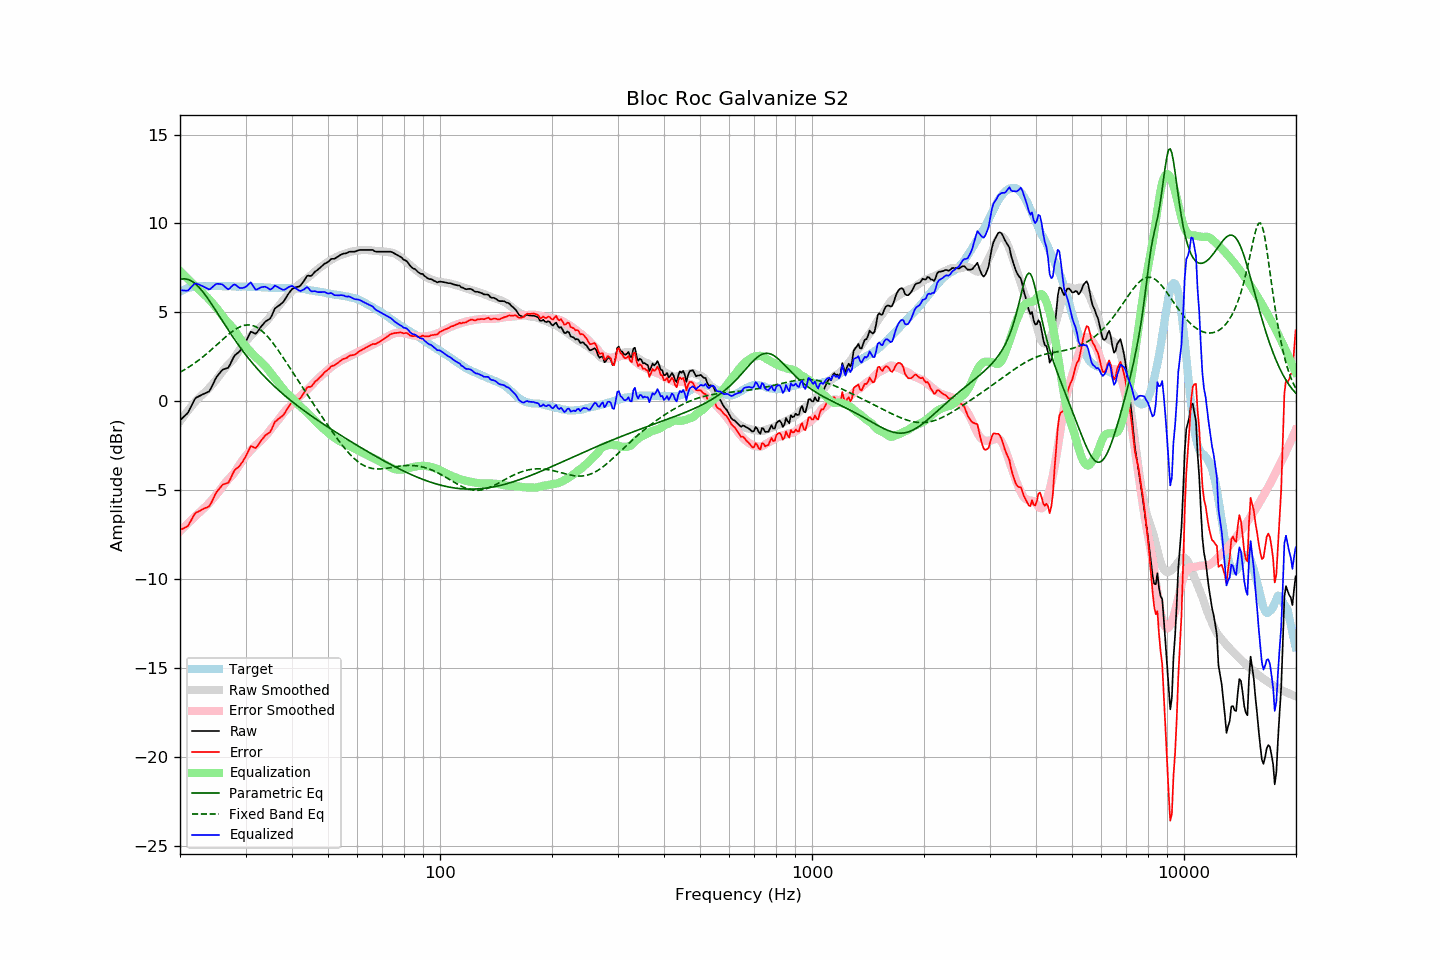 Bloc Roc Galvanize S2
Amplitude (dBr)
15
10
5
0
−5
−10
−15
−20
−25
Target
Raw Smoothed
Error Smoothed
Raw
Error
Equalization
Parametric Eq
Fixed Band Eq
Equalized
100
1000
10000
Frequency (Hz)